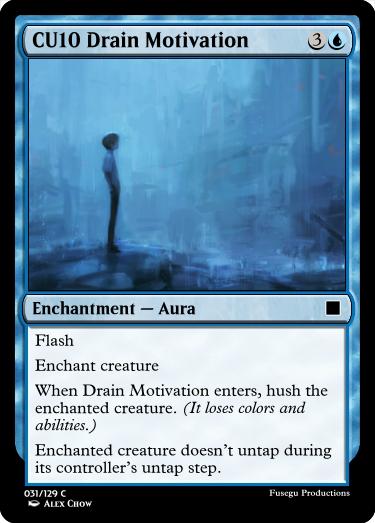 CU10 Drain Motivation 3
Enchantment — Aura
Flash
Enchant creature
When Drain Motivation enters, hush the
enchanted creature. (It loses colors and
abilities.)
Enchanted creature doesn't untap during
its controller's untap step.
031/129 C
Fusegu Productions
Alex Chow